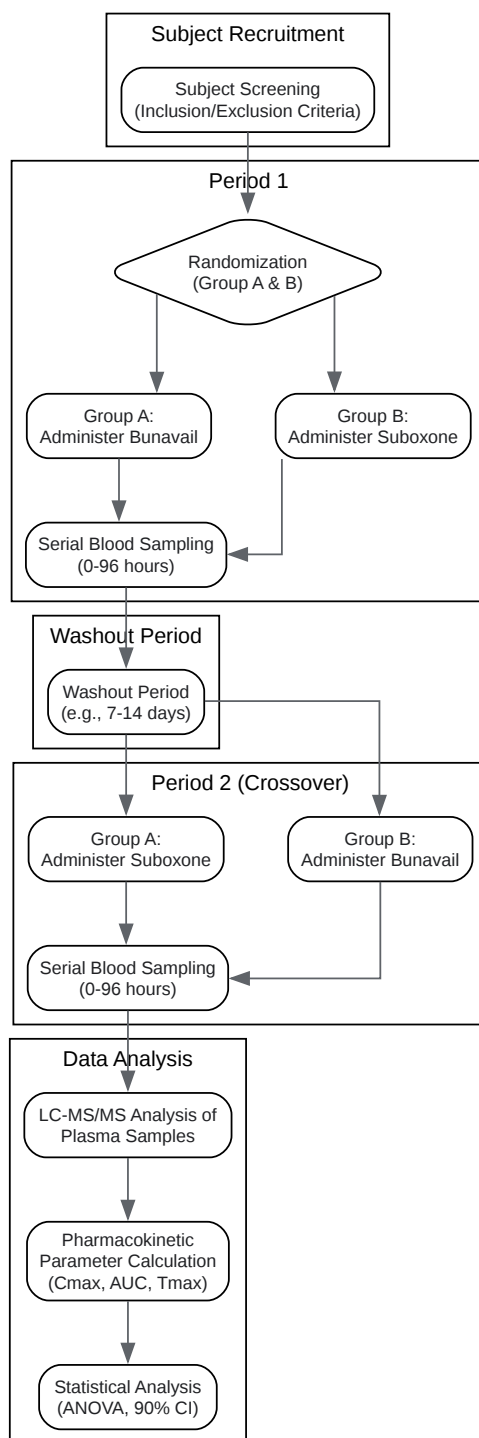 Subject Recruitment
Subject Screening
(Inclusion/Exclusion Criteria)
Period 1
Randomization
(Group A & B)
Group A:
Administer Bunavail
Group B:
Administer Suboxone
Serial Blood Sampling
(0-96 hours)
Washout Period
Washout Period
(e.g., 7-14 days)
Period 2 (Crossover)
Group A:
Administer Suboxone
Group B:
Administer Bunavail
Serial Blood Sampling
(0-96 hours)
Data Analysis
LC-MS/MS Analysis of
Plasma Samples
Pharmacokinetic
Parameter Calculation
(Cmax, AUC, Tmax)
Statistical Analysis
(ANOVA, 90% CI)